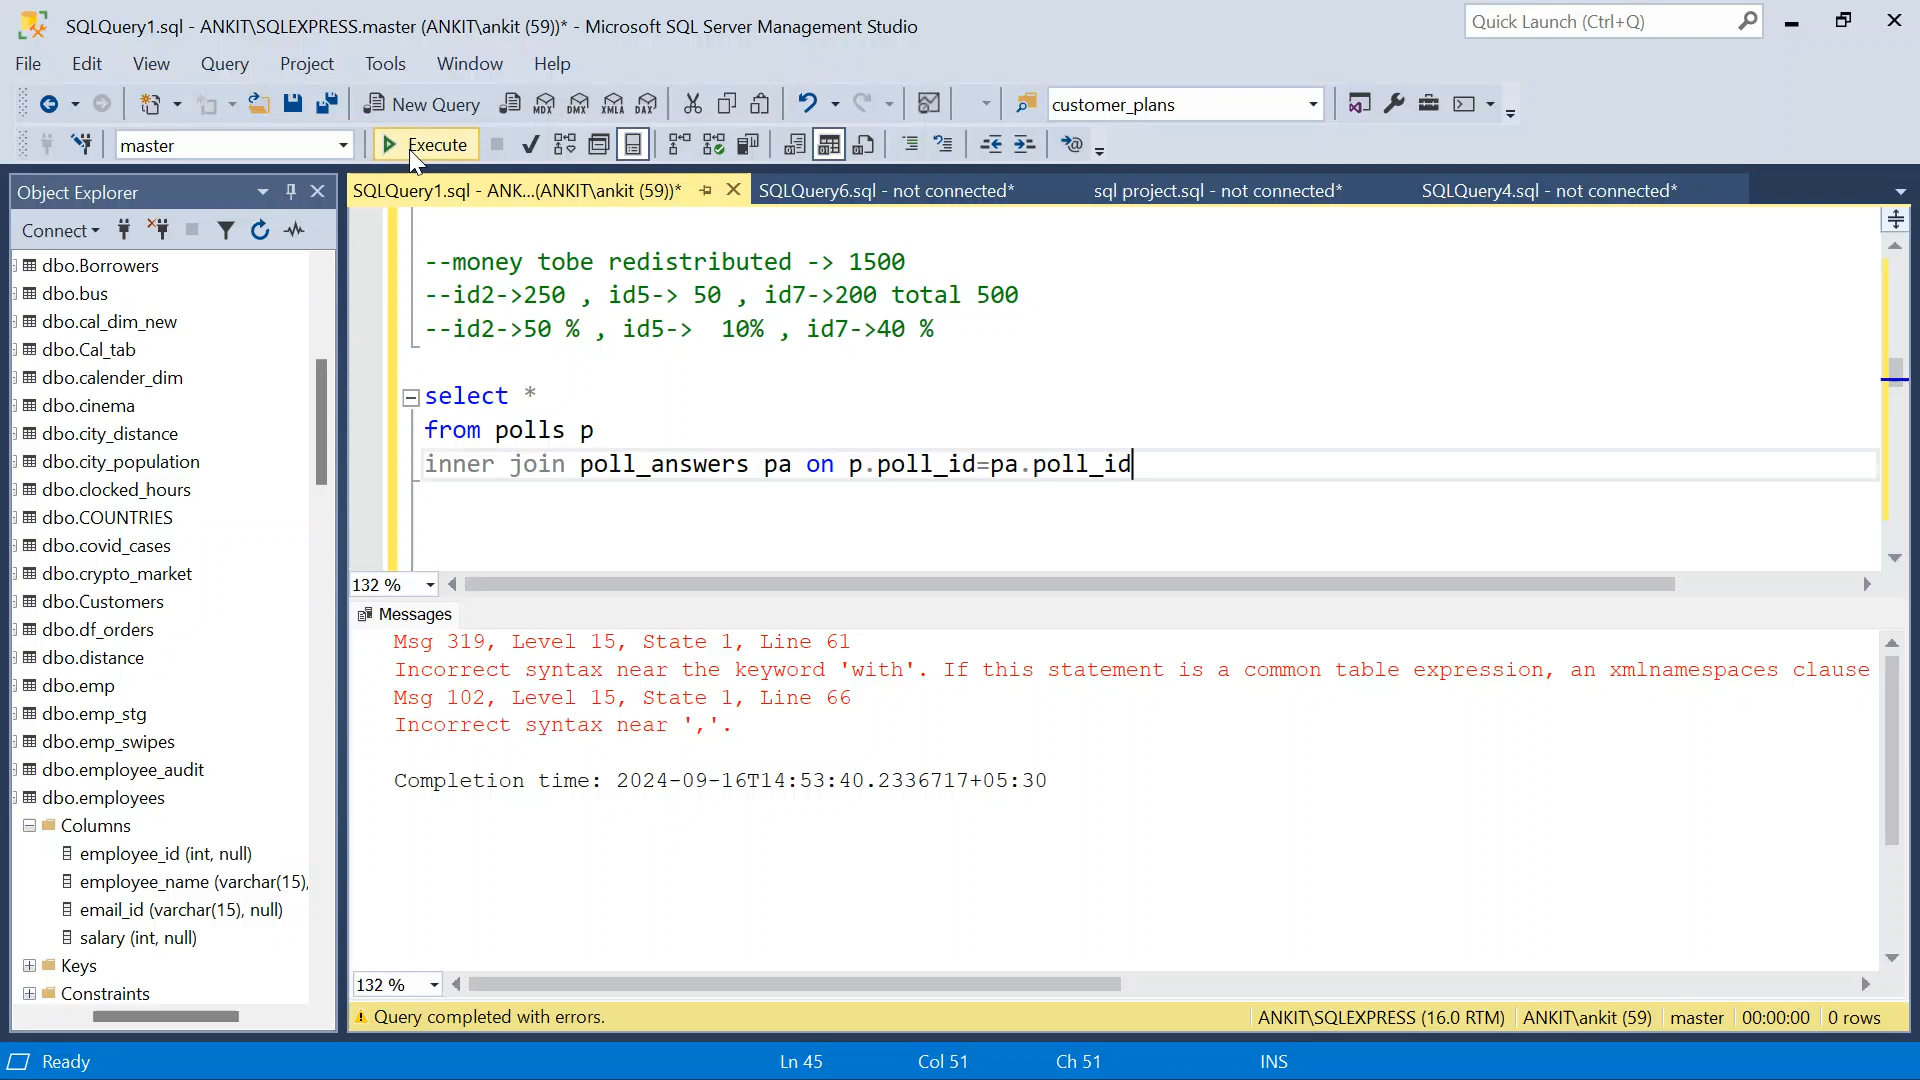 SQLQuery1.sql - ANKIT\SQLEXPRESS.master (ANKIT\ankit (59))* - Microsoft SQL Server Management Studio
Quick Launch (Ctrl+Q)
File Edit View Query Project Tools Window Help
New Query
MDX DMX XMLA DAX
customer_plans
master
Execute
Object Explorer
SQLQuery1.sql - ANK...(ANKIT\ankit (59))*
SQLQuery6.sql - not connected*
sql project.sql - not connected*
SQLQuery4.sql - not connected*
Connect
dbo.Borrowers
dbo.bus
dbo.cal_dim_new
dbo.Cal_tab
dbo.calender_dim
dbo.cinema
dbo.city_distance
dbo.city_population
dbo.clocked_hours
dbo.COUNTRIES
dbo.covid_cases
dbo.crypto_market
dbo.Customers
dbo.df_orders
dbo.distance
dbo.emp
dbo.emp_stg
dbo.emp_swipes
dbo.employee_audit
dbo.employees
Columns
employee_id (int, null)
employee_name (varchar(15),
email_id (varchar(15), null)
salary (int, null)
Keys
Constraints
--money tobe redistributed -> 1500
--id2->250 , id5-> 50 , id7->200 total 500
--id2->50 % , id5->  10% , id7->40 %
select *
from polls p
inner join poll_answers pa on p.poll_id=pa.poll_id
132 %
Messages
Msg 319, Level 15, State 1, Line 61
Incorrect syntax near the keyword 'with'. If this statement is a common table expression, an xmlnamespaces clause
Msg 102, Level 15, State 1, Line 66
Incorrect syntax near ','.
Completion time: 2024-09-16T14:53:40.2336717+05:30
132 %
Query completed with errors.
ANKIT\SQLEXPRESS (16.0 RTM) ANKIT\ankit (59) master 00:00:00 0 rows
Ready
Ln 45
Col 51
Ch 51
INS